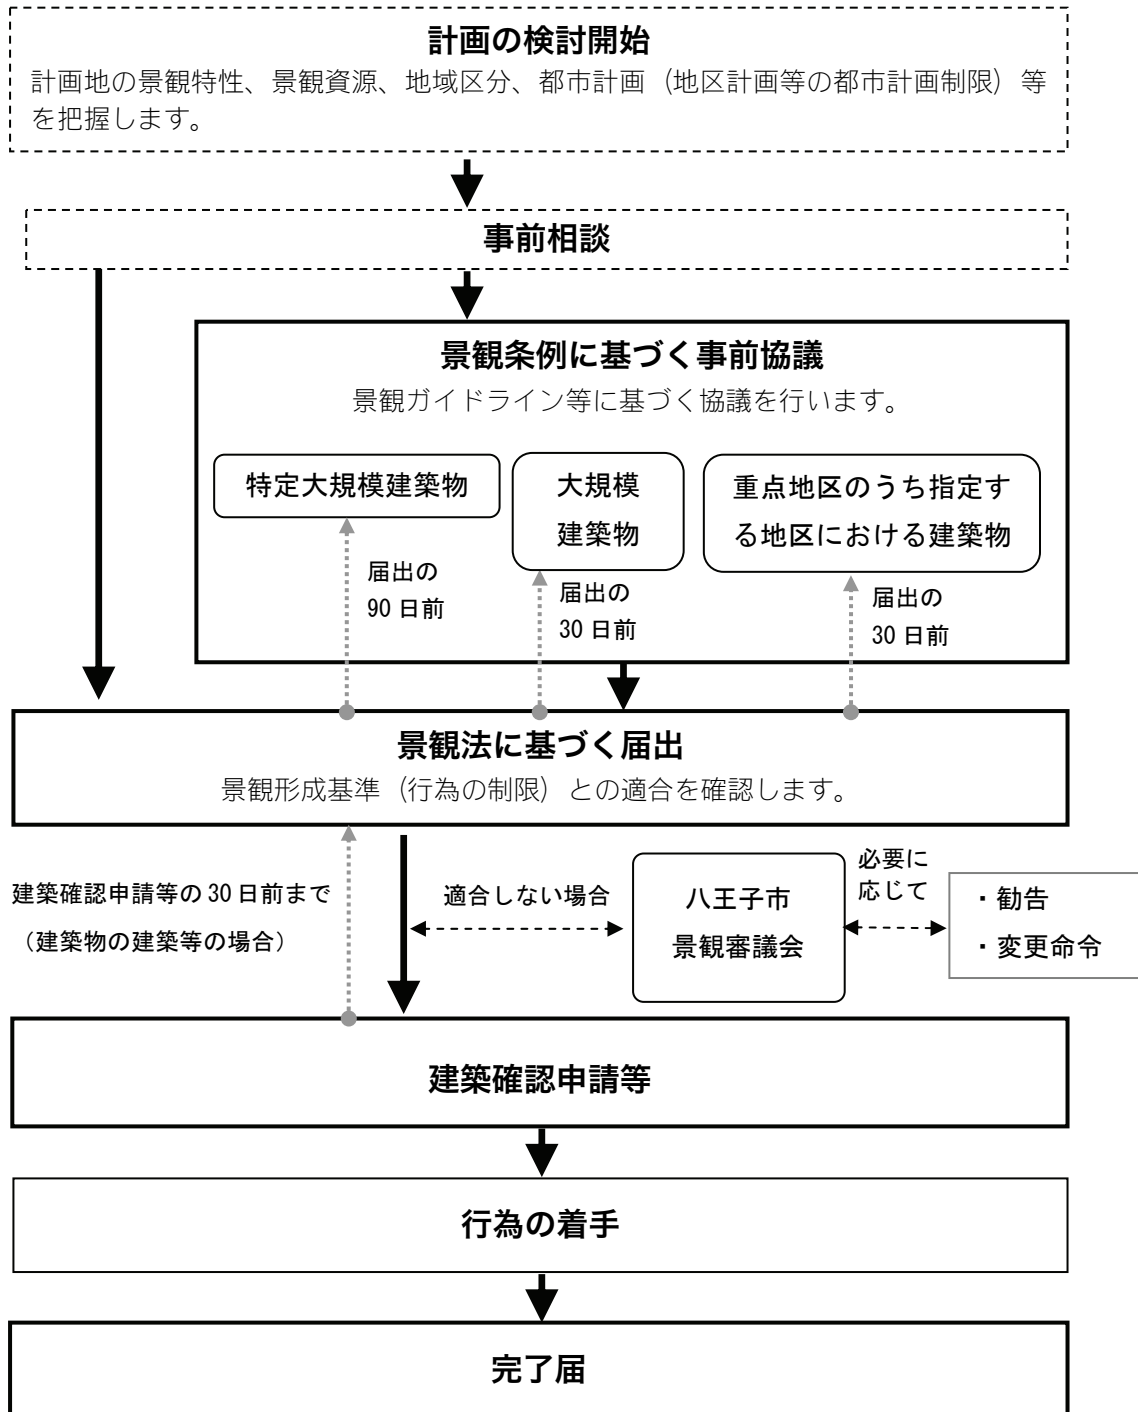 計画の検討開始
計画地の景観特性、景観資源、地域区分、都市計画（地区計画等の都市計画制限）等
を把握します。
事前相談
景観条例に基づく事前協議
景観ガイドライン等に基づく協議を行います。
特定大規模建築物
大規模
建築物
重点地区のうち指定す
る地区における建築物
届出の
90 日前
届出の
30 日前
届出の
30 日前
景観法に基づく届出
景観形成基準（行為の制限）との適合を確認します。
建築確認申請等の 30 日前まで
（建築物の建築等の場合）
適合しない場合
八王子市
景観審議会
必要に
応じて
・勧告
・変更命令
建築確認申請等
行為の着手
完了届